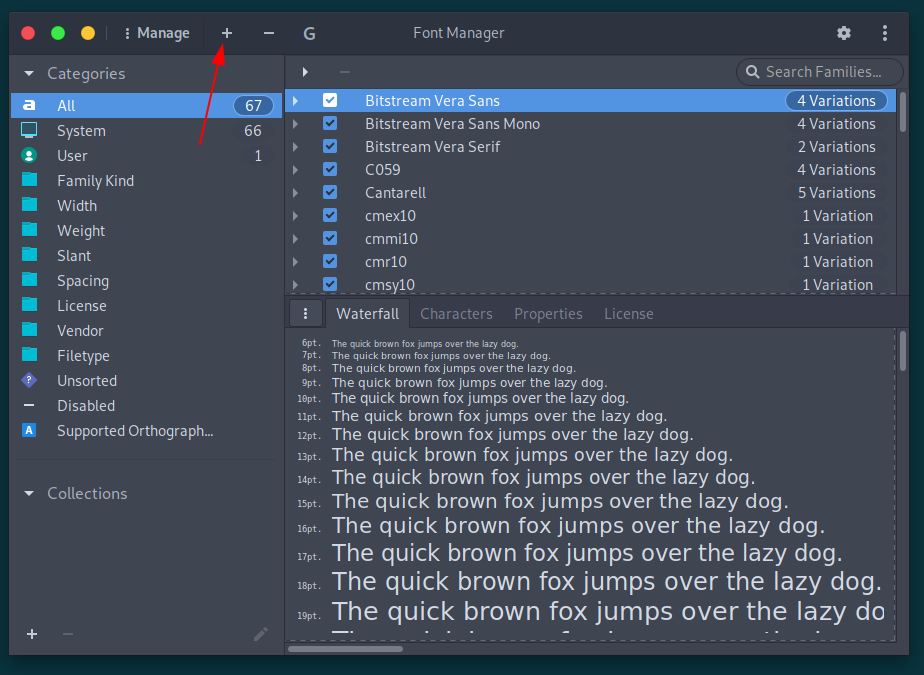 Manage
G
Font Manager
Categories
a All 67
System 66
User 1
Family Kind
Width
Weight
Slant
Spacing
License
Vendor
Filetype
? Unsorted
Disabled
A Supported Orthograph...
Collections
Search Families...
Bitstream Vera Sans 4 Variations
Bitstream Vera Sans Mono 4 Variations
Bitstream Vera Serif 2 Variations
C059 4 Variations
Cantarell 5 Variations
cmex10 1 Variation
cmmi10 1 Variation
cmr10 1 Variation
cmsy10 1 Variation
Waterfall Characters Properties License
6pt. The quick brown fox jumps over the lazy dog.
7pt. The quick brown fox jumps over the lazy dog.
8pt. The quick brown fox jumps over the lazy dog.
9pt. The quick brown fox jumps over the lazy dog.
10pt. The quick brown fox jumps over the lazy dog.
11pt. The quick brown fox jumps over the lazy dog.
12pt. The quick brown fox jumps over the lazy dog.
13pt. The quick brown fox jumps over the lazy dog.
14pt. The quick brown fox jumps over the lazy dog.
15pt. The quick brown fox jumps over the lazy dog.
16pt. The quick brown fox jumps over the lazy dog.
17pt. The quick brown fox jumps over the lazy dog.
18pt. The quick brown fox jumps over the lazy dog.
19pt. The quick brown fox jumps over the lazy do